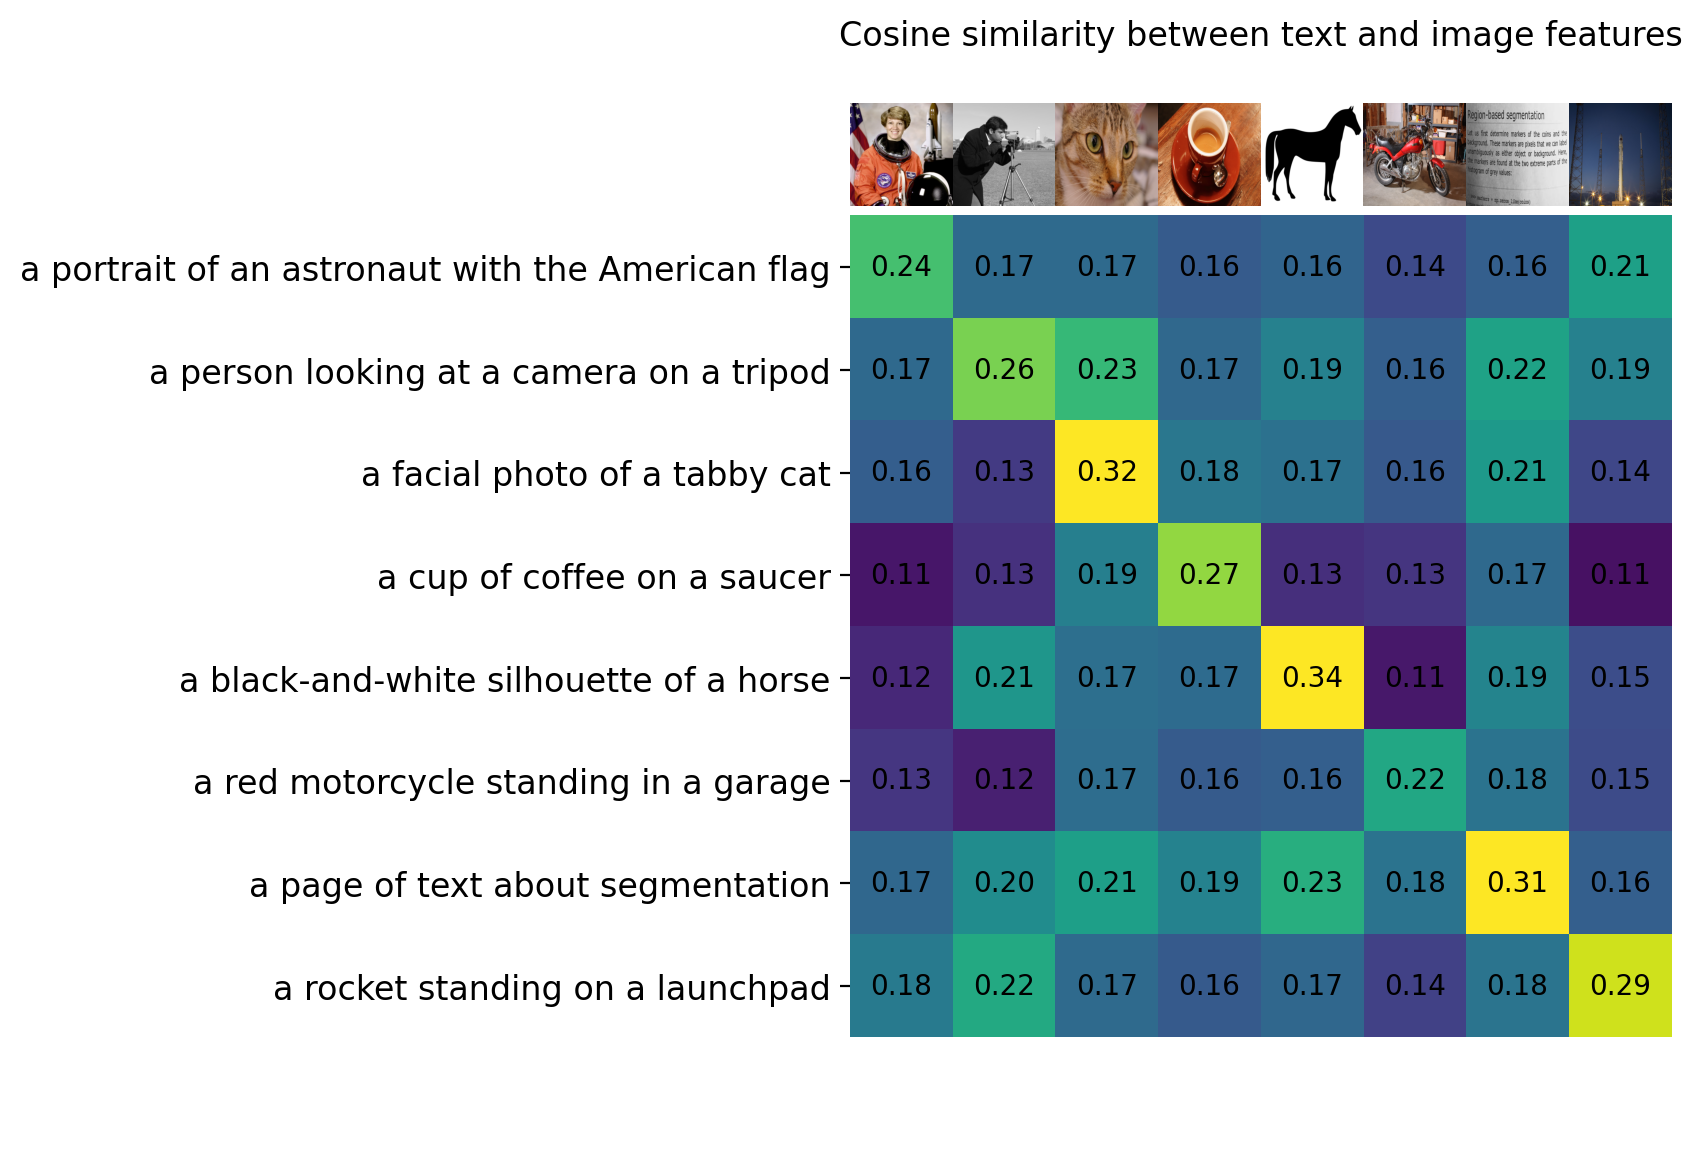 Cosine similarity between text and image features
Region-based segmentation
a portrait of an astronaut with the American flag 0.24 0.17 0.17 0.16 0.16 0.14 0.16 0.21
a person looking at a camera on a tripod 0.17 0.26 0.23 0.17 0.19 0.16 0.22 0.19
a facial photo of a tabby cat 0.16 0.13 0.32 0.18 0.17 0.16 0.21 0.14
a cup of coffee on a saucer 0.11 0.13 0.19 0.27 0.13 0.13 0.17 0.11
a black-and-white silhouette of a horse 0.12 0.21 0.17 0.17 0.34 0.11 0.19 0.15
a red motorcycle standing in a garage 0.13 0.12 0.17 0.16 0.16 0.22 0.18 0.15
a page of text about segmentation 0.17 0.20 0.21 0.19 0.23 0.18 0.31 0.16
a rocket standing on a launchpad 0.18 0.22 0.17 0.16 0.17 0.14 0.18 0.29